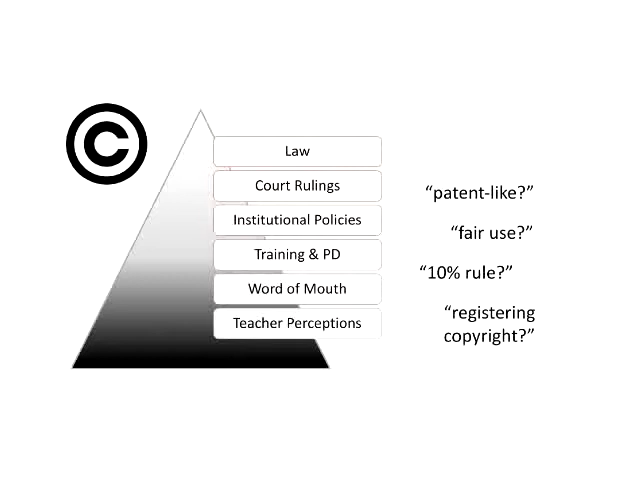 ©
Law
Court Rulings
Institutional Policies
Training & PD
Word of Mouth
Teacher Perceptions
“patent-like?”
“fair use?”
“10% rule?”
“registering
copyright?”